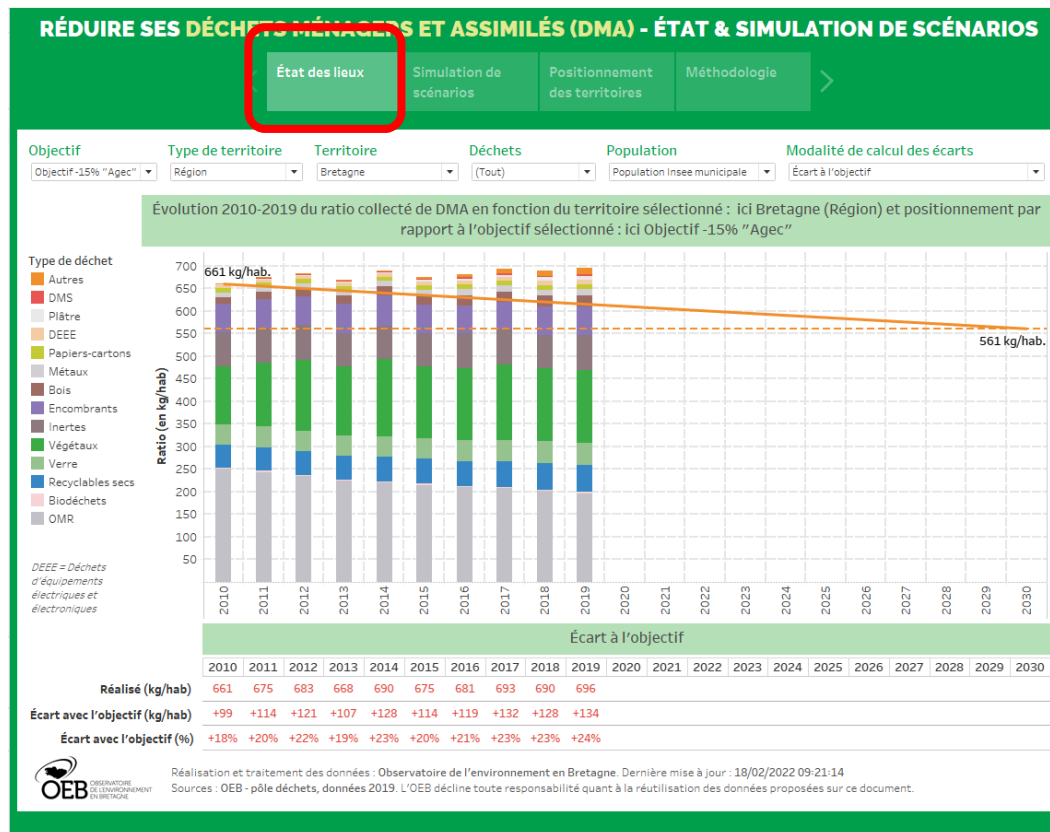 RÉDUIRE SES DÉCHETS MÉNAGERS ET ASSIMILÉS (DMA) - ÉTAT & SIMULATION DE SCÉNARIOS
État des lieux
Simulation de
scénarios
Positionnement
des territoires
Méthodologie
Objectif
Type de territoire
Territoire
Déchets
Population
Modalité de calcul des écarts
Objectif -15% "Agec"
Région
Bretagne
(Tout)
Population Insee municipale
Écart à l'objectif
Évolution 2010-2019 du ratio collecté de DMA en fonction du territoire sélectionné : ici Bretagne (Région) et positionnement par
rapport à l'objectif sélectionné : ici Objectif -15% "Agec"
Type de déchet
Autres
DMS
Plâtre
DEEE
Papiers-cartons
Métaux
Bois
Encombrants
Inertes
Végétaux
Verre
Recyclables secs
Biodéchets
OMR
DEEE = Déchets
d'équipements
électriques et
électroniques
Ratio (en kg/hab)
700
650
600
550
500
450
400
350
300
250
200
150
100
50
661 kg/hab.
561 kg/hab.
2010 2011 2012 2013 2014 2015 2016 2017 2018 2019 2020 2021 2022 2023 2024 2025 2026 2027 2028 2029 2030
Écart à l'objectif
2010 2011 2012 2013 2014 2015 2016 2017 2018 2019 2020 2021 2022 2023 2024 2025 2026 2027 2028 2029 2030
Réalisé (kg/hab) 661 675 683 668 690 675 681 693 690 696
Écart avec l'objectif (kg/hab) +99 +114 +121 +107 +128 +114 +119 +132 +128 +134
Écart avec l'objectif (%) +18% +20% +22% +19% +23% +20% +21% +23% +23% +24%
OEB
OBSERVATOIRE
DE L'ENVIRONNEMENT
EN BRETAGNE
Réalisation et traitement des données : Observatoire de l'environnement en Bretagne. Dernière mise à jour : 18/02/2022 09:21:14
Sources : OEB - pôle déchets, données 2019. L'OEB décline toute responsabilité quant à la réutilisation des données proposées sur ce document.